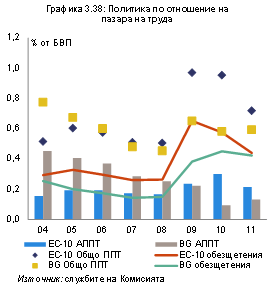 Графика 3.38: Политика по отношение на
пазара на труда
% от БВП
1,2
1,0
0,8
0,6
0,4
0,2
0,0
04 05 06 07 08 09 10 11
ЕС-10 АППТ
BG АППТ
ЕС-10 Общо ППТ
ЕС-10 обезщетения
BG Общо ППТ
BG обезщетения
Източник: службите на Комисията